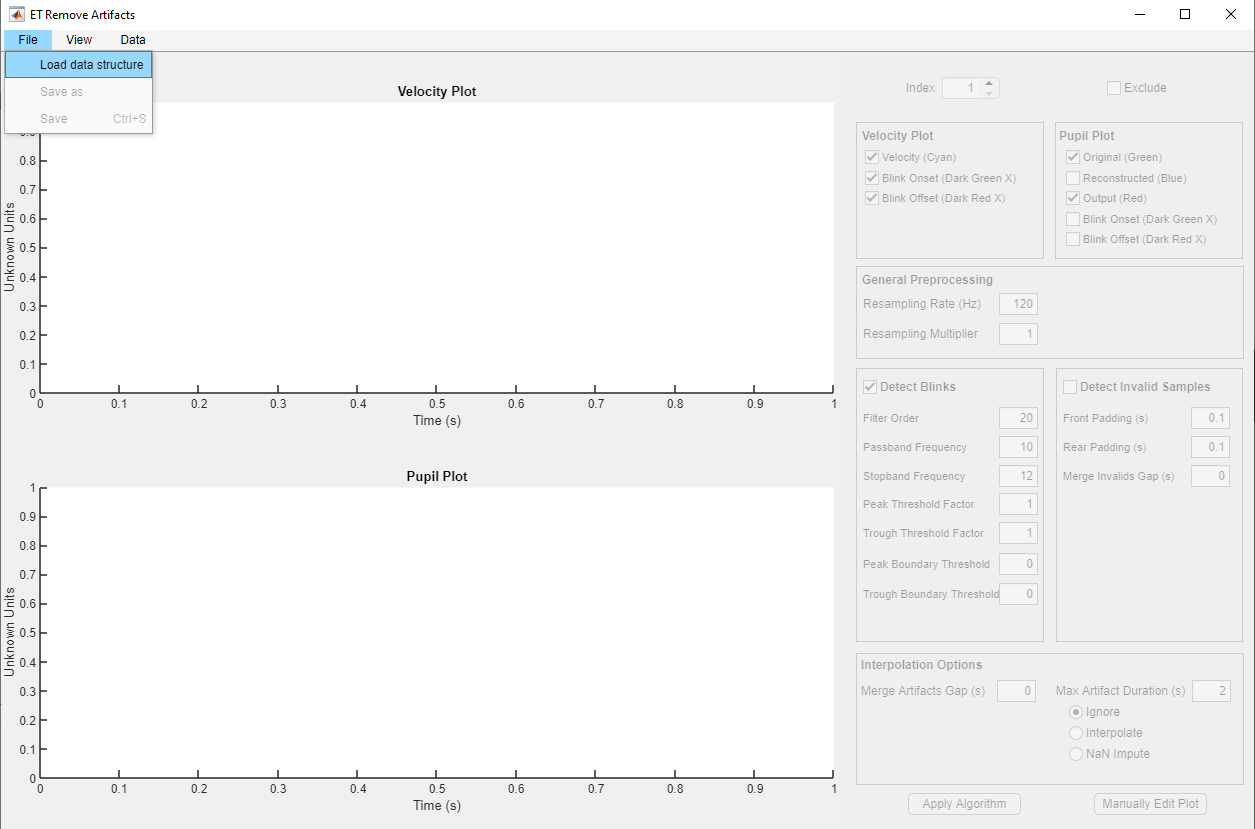 ET Remove Artifacts
File View Data
Load data structure
Save as
Save Ctrl+S
Velocity Plot
0.8
0.7
0.6
0.5
0.4
0.3
0.2
0.1
0
Unknown Units
0 0.1 0.2 0.3 0.4 0.5 0.6 0.7 0.8 0.9 1
Time (s)
Pupil Plot
1
0.9
0.8
0.7
0.6
0.5
0.4
0.3
0.2
0.1
0
Unknown Units
0 0.1 0.2 0.3 0.4 0.5 0.6 0.7 0.8 0.9 1
Time (s)
Index 1
Exclude
Velocity Plot
Velocity (Cyan)
Blink Onset (Dark Green X)
Blink Offset (Dark Red X)
Pupil Plot
Original (Green)
Reconstructed (Blue)
Output (Red)
Blink Onset (Dark Green X)
Blink Offset (Dark Red X)
General Preprocessing
Resampling Rate (Hz) 120
Resampling Multiplier 1
Detect Blinks
Filter Order 20
Passband Frequency 10
Stopband Frequency 12
Peak Threshold Factor 1
Trough Threshold Factor 1
Peak Boundary Threshold 0
Trough Boundary Threshold 0
Detect Invalid Samples
Front Padding (s) 0.1
Rear Padding (s) 0.1
Merge Invalids Gap (s) 0
Interpolation Options
Merge Artifacts Gap (s) 0
Max Artifact Duration (s) 2
Ignore
Interpolate
NaN Impute
Apply Algorithm
Manually Edit Plot